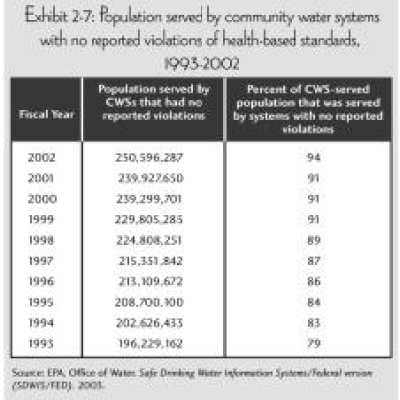 Exhibit 2-7: Population served by community water systems
with no reported violations of health-based standards,
1993-2002
Fiscal Year
Population served by
CWSs that had no
reported violations
Percent of CWS-served
population that was served
by systems with no reported
violations
2002 250,596,287 94
2001 239,927,650 91
2000 239,299,701 91
1999 229,805,285 91
1998 224,808,251 89
1997 215,351,842 87
1996 213,109,672 86
1995 208,700,100 84
1994 202,626,433 83
1993 196,229,162 79
Source: EPA, Office of Water. Safe Drinking Water Information Systems/Federal version
(SDWIS/FED). 2003.